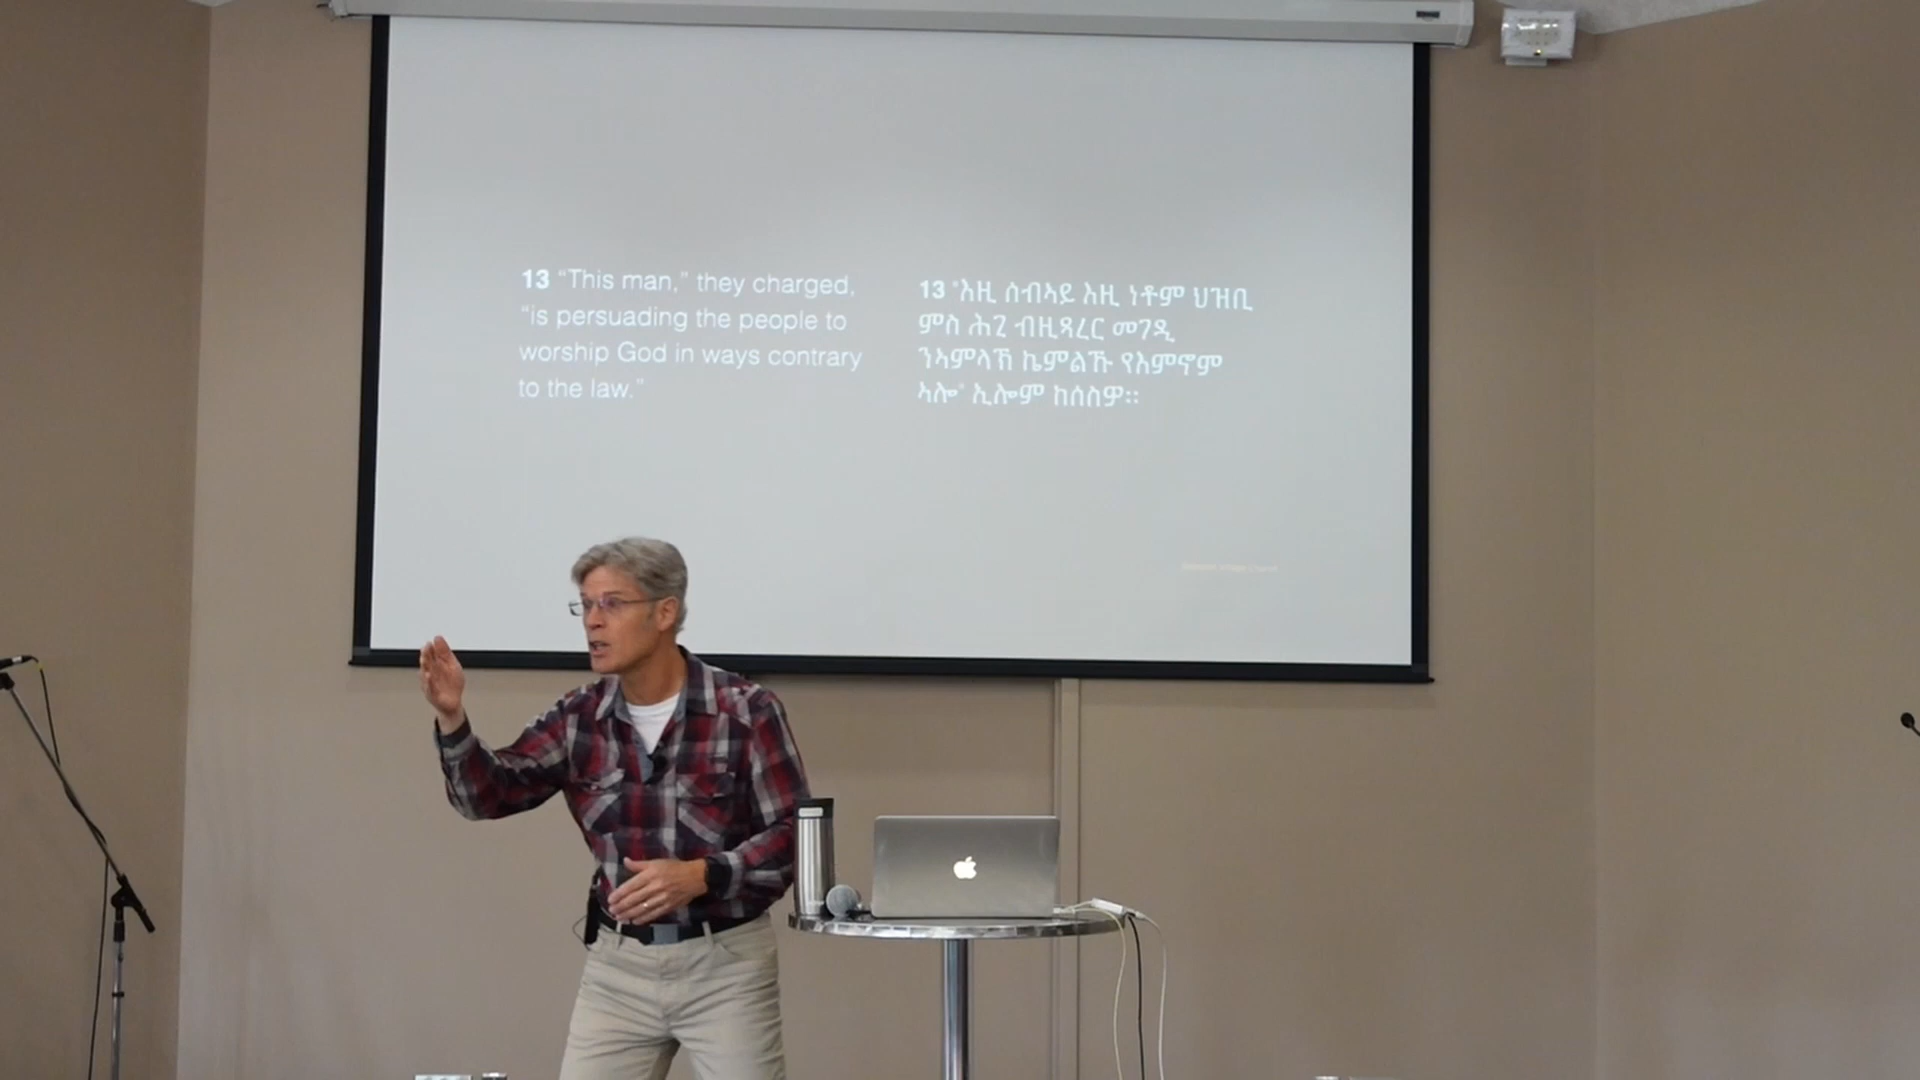 13 “This man,” they charged,
“is persuading the people to
worship God in ways contrary
to the law.”
13 “እዚ ሰብኣይ እዚ ነቶም ህዝቢ
ምስ ሕጊ ብዚጻረር መገዲ
ንኣምላኽ ኬምልኹ የእምኖም
ኣሎ” ኢሎም ከሰስዎ።